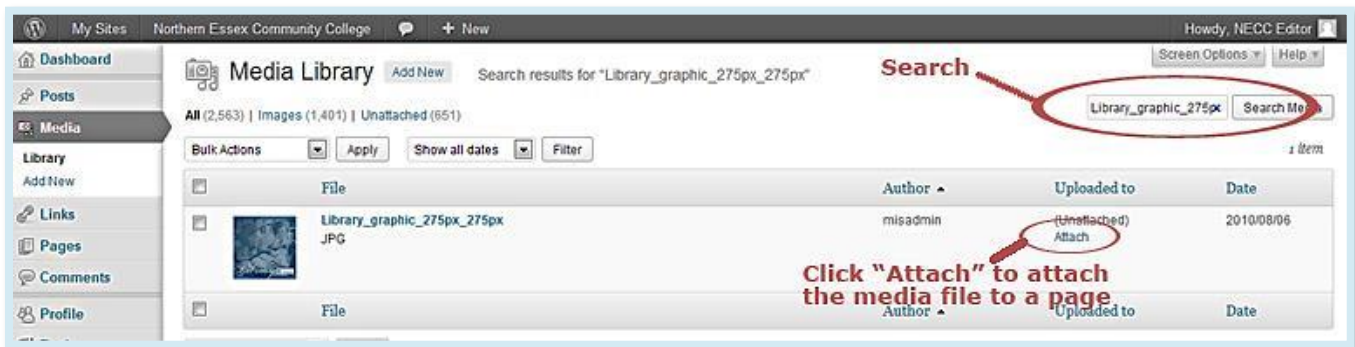 My Sites Northern Essex Community College + New Howdy, NECC Editor
Dashboard
Posts
Media
Library
Add New
Links
Pages
Comments
Profile
Screen Options Help
Media Library Add New Search results for "Library_graphic_275px_275px"
Search
Library_graphic_275px Search Media
All (2,563) | Images (1,401) | Unattached (651)
Bulk Actions Apply Show all dates Filter
1 item
File Author Uploaded to Date
Library_graphic_275px_275px misadmin (Unattached) 2010/08/06
JPG Attach
Click "Attach" to attach
the media file to a page
File Author Uploaded to Date